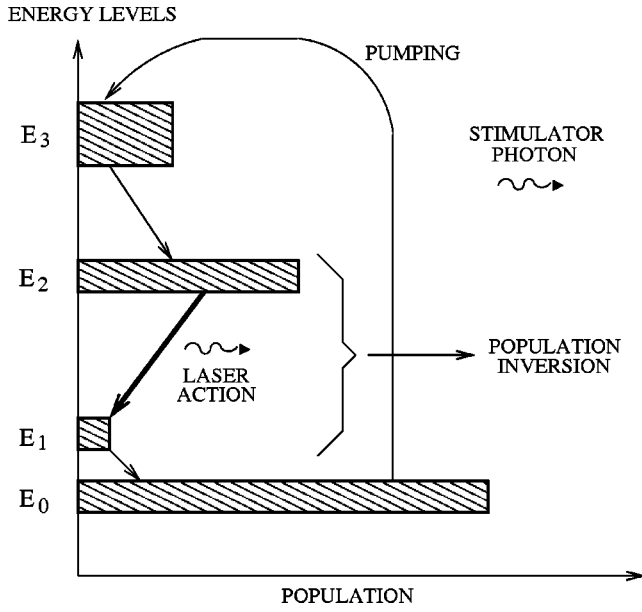 ENERGY LEVELS
PUMPING
E3
STIMULATOR
PHOTON
E2
POPULATION
INVERSION
LASER
ACTION
E1
E0
POPULATION